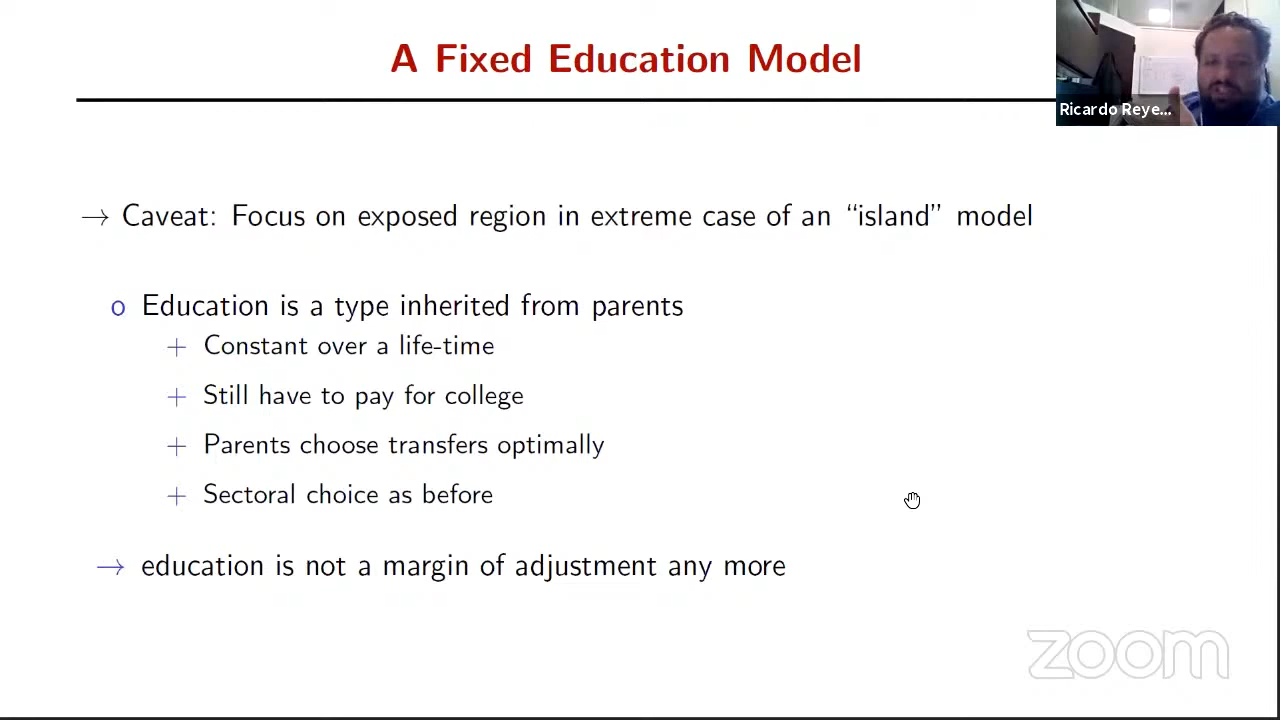 A Fixed Education Model
Ricardo Reye...
→ Caveat: Focus on exposed region in extreme case of an “island” model
o Education is a type inherited from parents
+ Constant over a life-time
+ Still have to pay for college
+ Parents choose transfers optimally
+ Sectoral choice as before
→ education is not a margin of adjustment any more
zoom